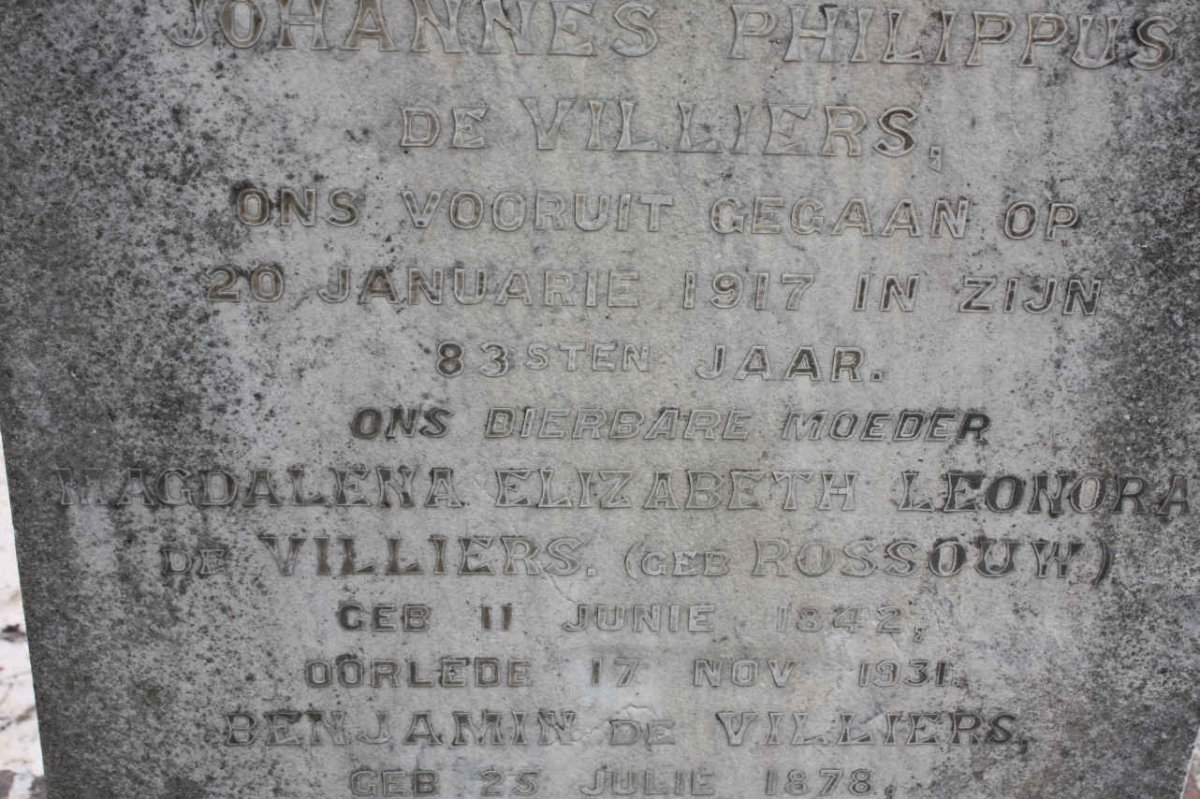 JOHANNES PHILIPPUS
DE VILLIERS,
ONS VOORUIT GEGAAN OP
20 JANUARIE 1917 IN ZIJN
83STEN JAAR.
ONS DIERBARE MOEDER
MAGDALENA ELIZABETH LEONORA
DE VILLIERS. (GEB ROSSOUW)
GEB 11 JUNIE 1842,
OORLEDE 17 NOV 1931.
BENJAMIN DE VILLIERS,
GEB 25 JULIE 1878.